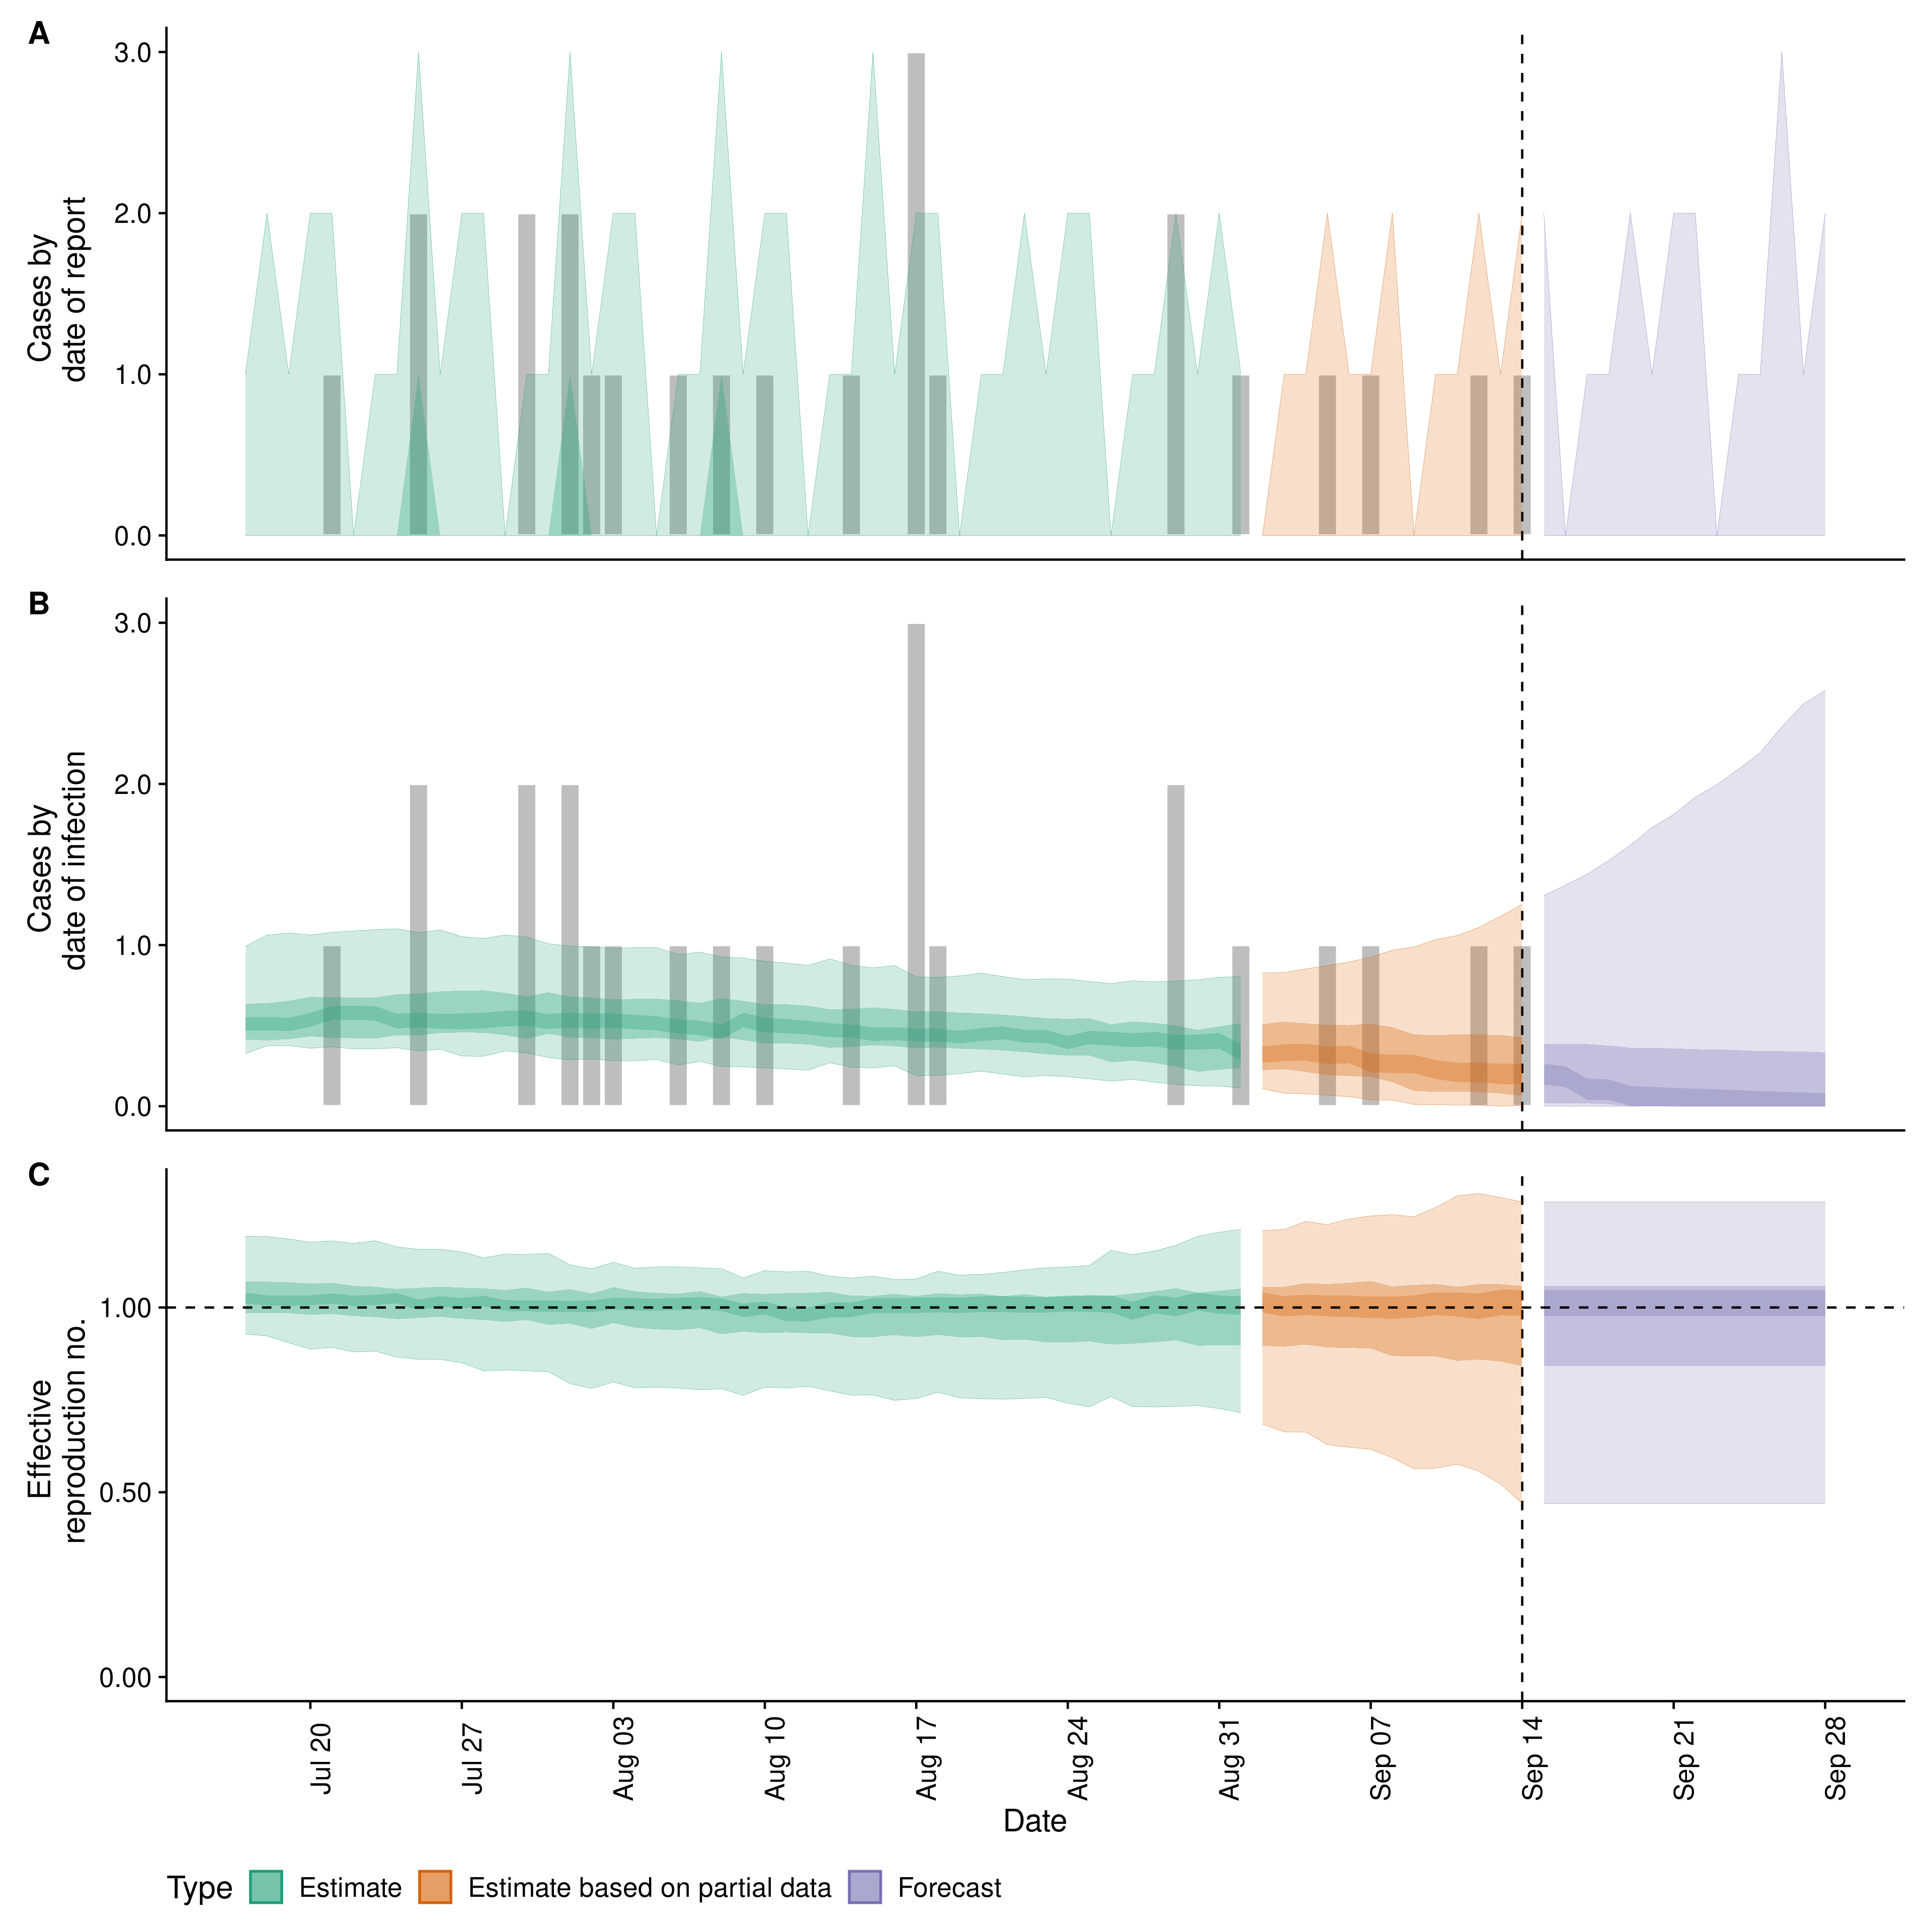 A
3.0
2.0
1.0
0.0
Cases by
date of report
B
3.0
2.0
1.0
0.0
Cases by
date of infection
C
1.00
0.50
0.00
Effective
reproduction no.
Jul 20
Jul 27
Aug 03
Aug 10
Aug 17
Aug 24
Aug 31
Sep 07
Sep 14
Sep 21
Sep 28
Date
Type Estimate Estimate based on partial data Forecast